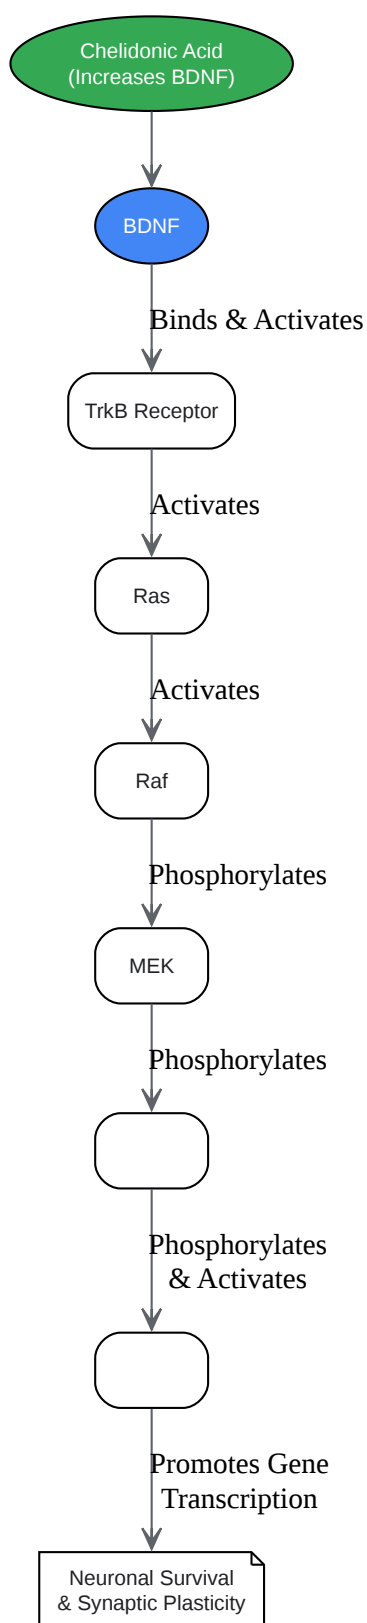 Chelidonic Acid
(Increases BDNF)
BDNF
Binds & Activates
TrkB Receptor
Activates
Ras
Activates
Raf
Phosphorylates
MEK
Phosphorylates
Phosphorylates
& Activates
Promotes Gene
Transcription
Neuronal Survival
& Synaptic Plasticity